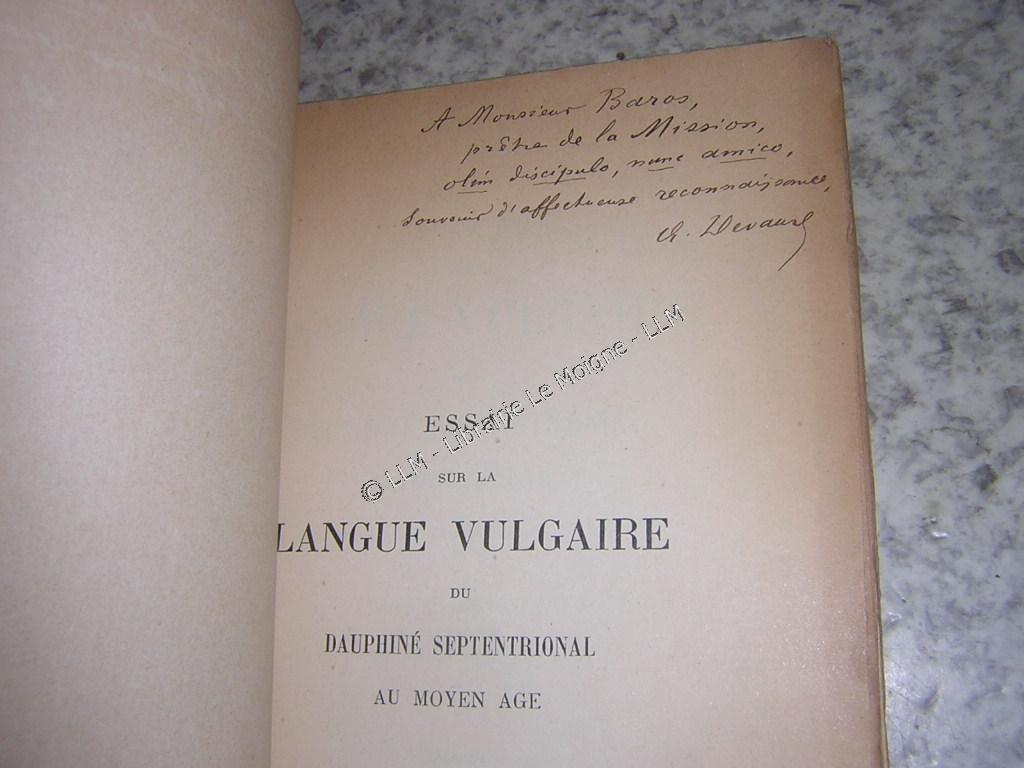 A Monsieur Baros,
prêtre de la Mission,
olim discipulo, nunc amico,
Souvenir d'affectueuse reconnaissance,
A. Devaux
ESSAI
SUR LA
LANGUE VULGAIRE
DU
DAUPHINÉ SEPTENTRIONAL
AU MOYEN AGE
© LLM - Librairie Le Moigne - LLM